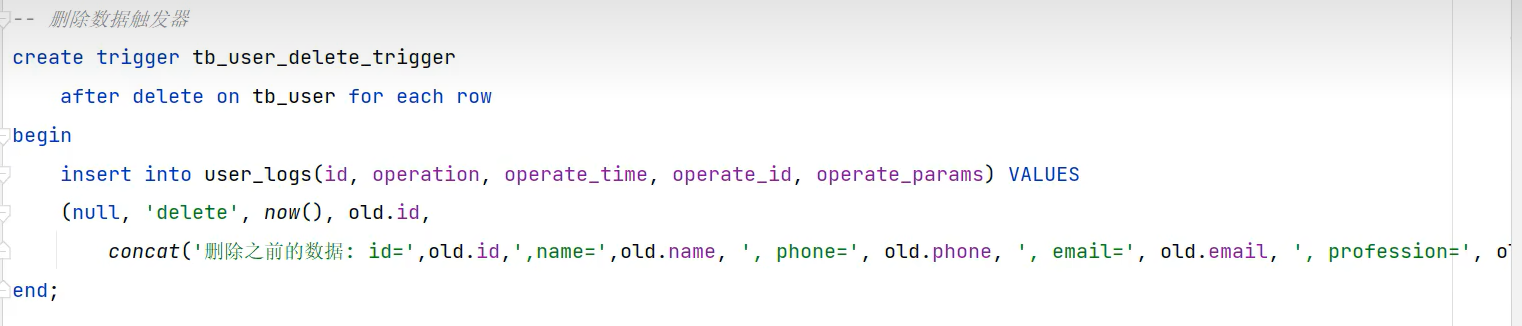 -- 删除数据触发器
create trigger tb_user_delete_trigger
    after delete on tb_user for each row
begin
    insert into user_logs(id, operation, operate_time, operate_id, operate_params) VALUES
    (null, 'delete', now(), old.id,
        concat('删除之前的数据: id=',old.id,',name=',old.name, ', phone=', old.phone, ', email=', old.email, ', profession=',
end;